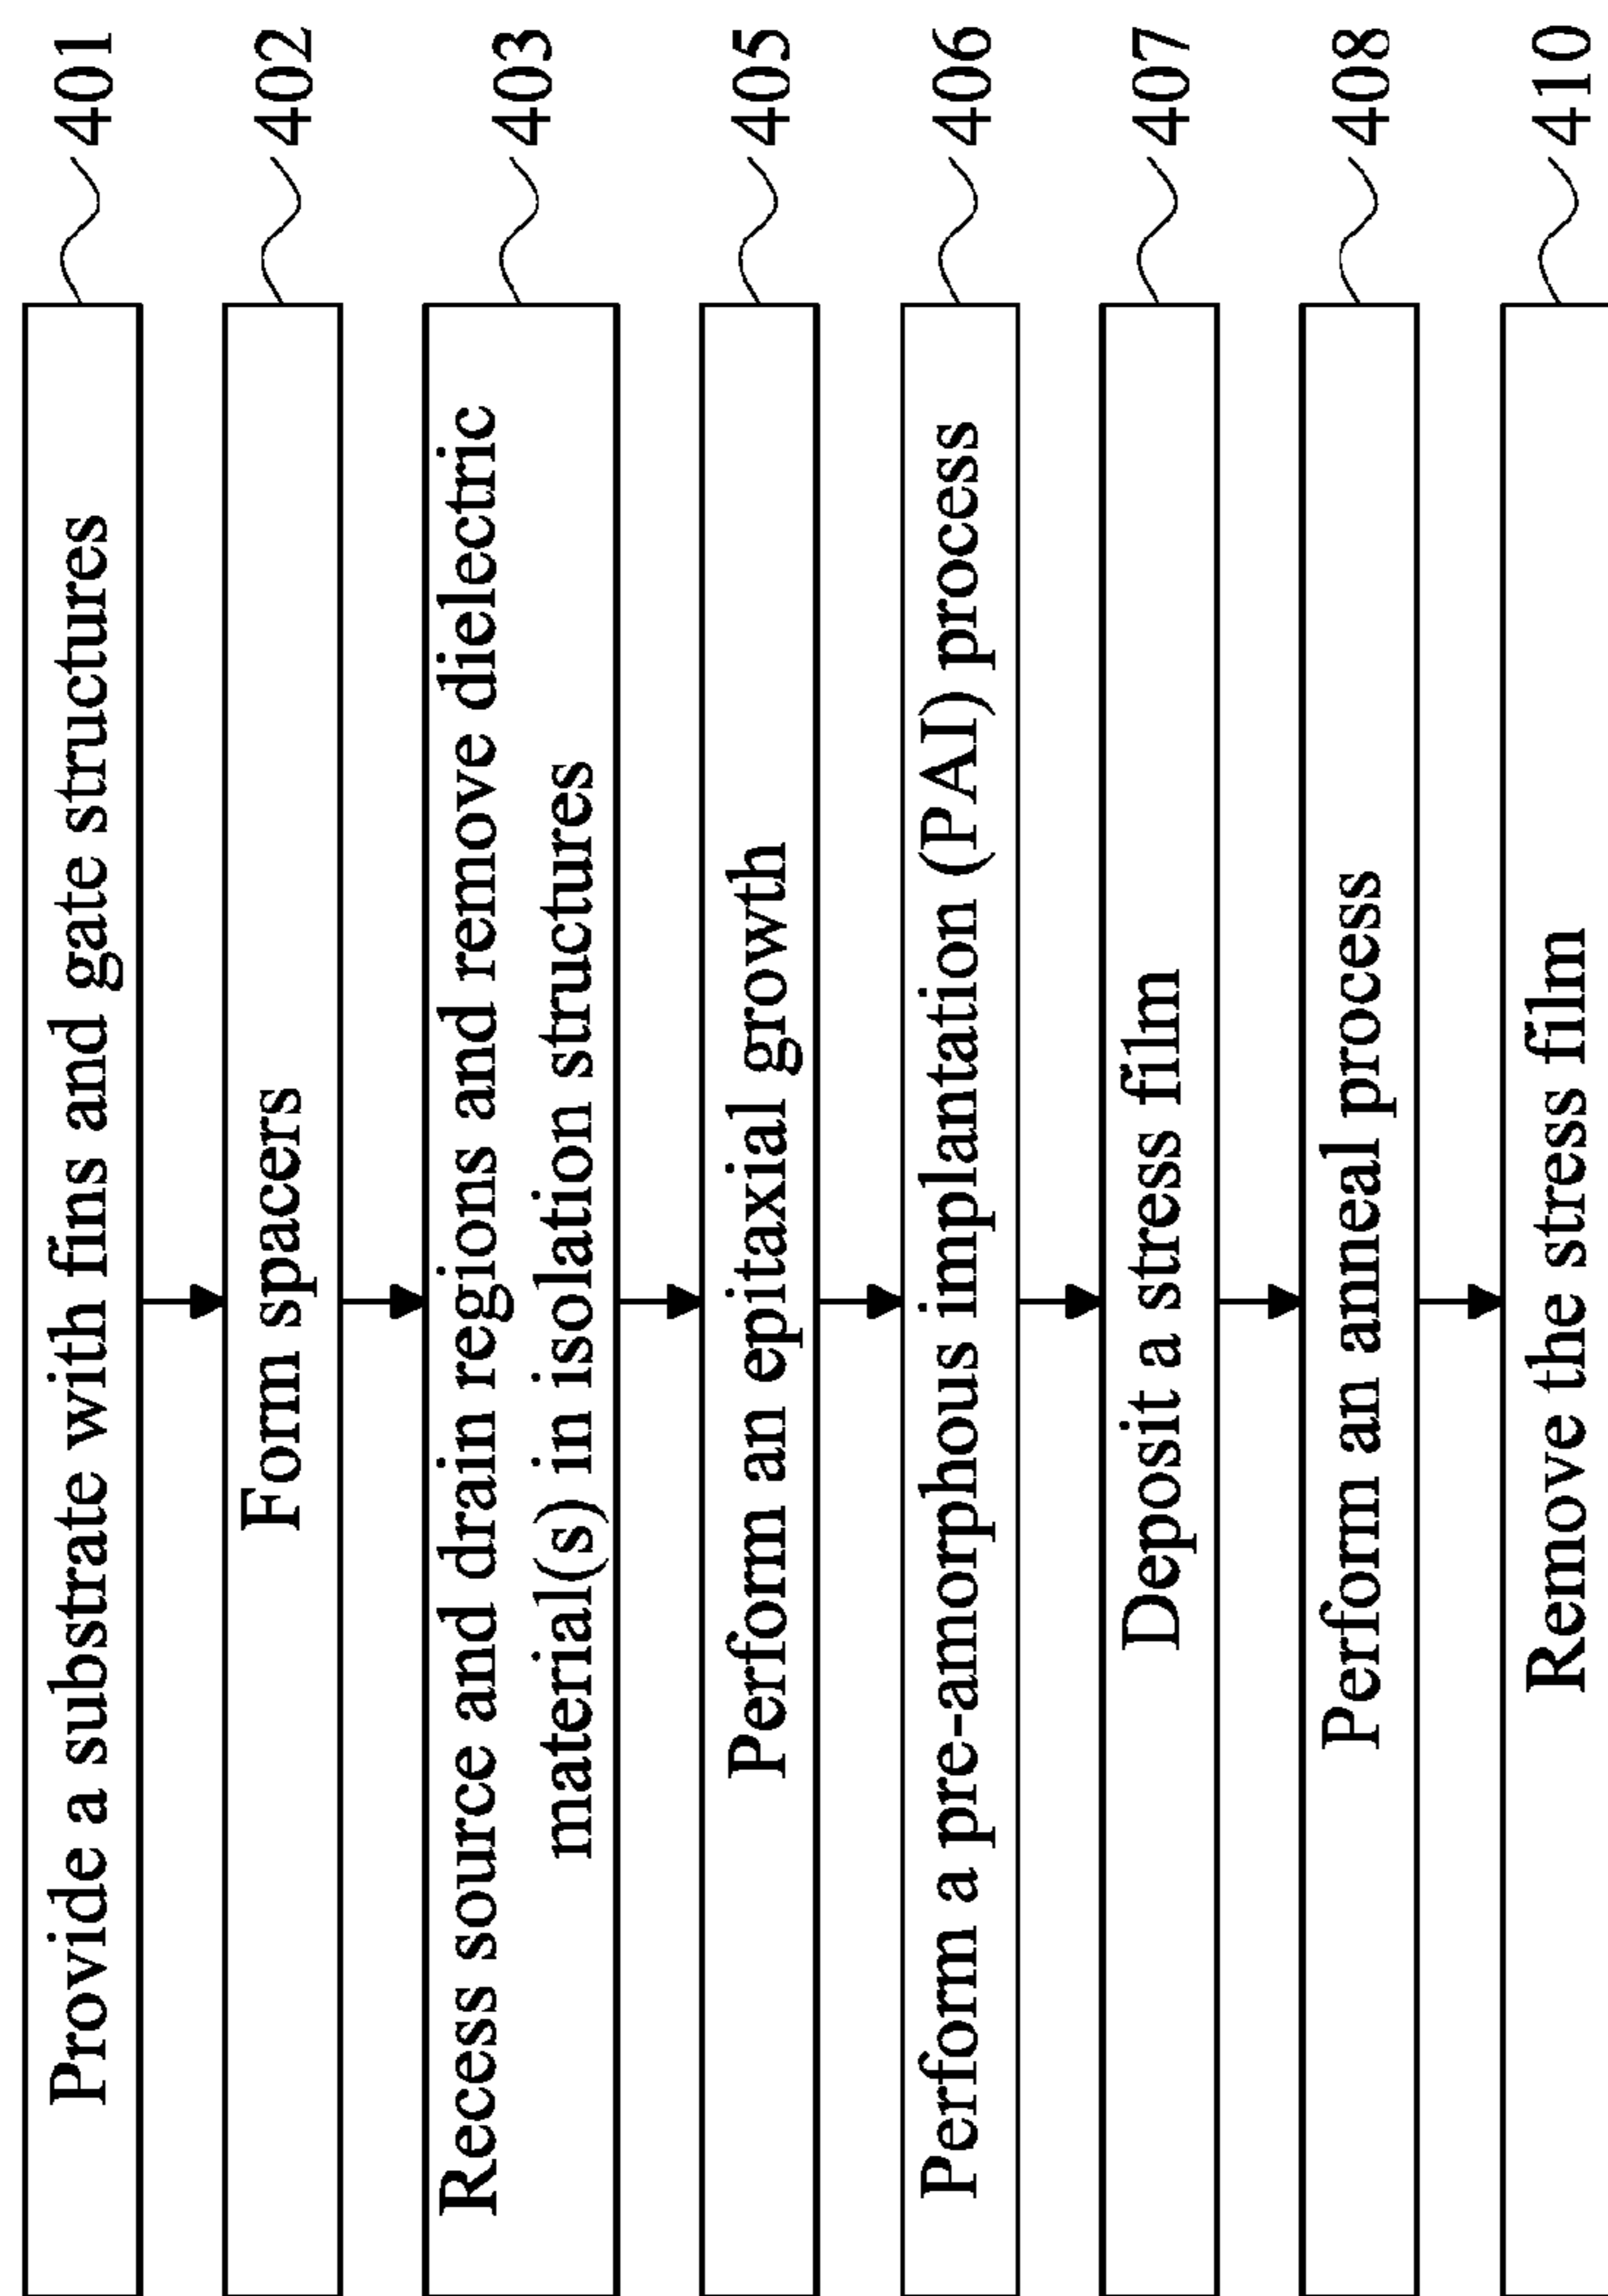 Provide a substrate with fins and gate structures 401
Form spacers 402
Recess source and drain regions and remove dielectric
material(s) in isolation structures 403
Perform an epitaxial growth 405
Perform a pre-amorphous implantation (PAI) process 406
Deposit a stress film 407
Perform an anneal process 408
Remove the stress film 410